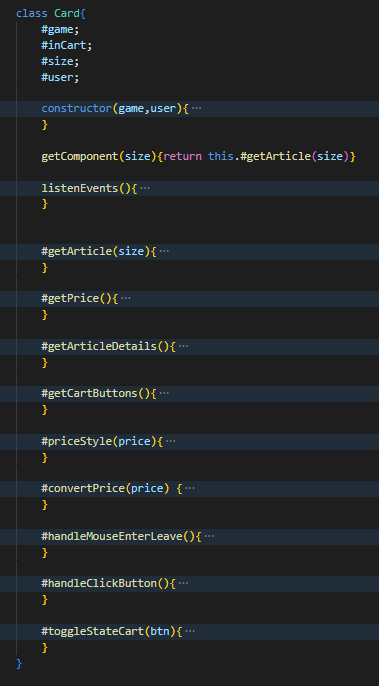 class Card{
#game;
#inCart;
#size;
#user;
constructor(game,user){ ···
}
getComponent(size){return this.#getArticle(size)}
listenEvents(){ ···
}
#getArticle(size){ ···
}
#getPrice(){ ···
}
#getArticleDetails(){ ···
}
#getCartButtons(){ ···
}
#priceStyle(price){ ···
}
#convertPrice(price) { ···
}
#handleMouseEnterLeave(){ ···
}
#handleClickButton(){ ···
}
#toggleStateCart(btn){ ···
}
}